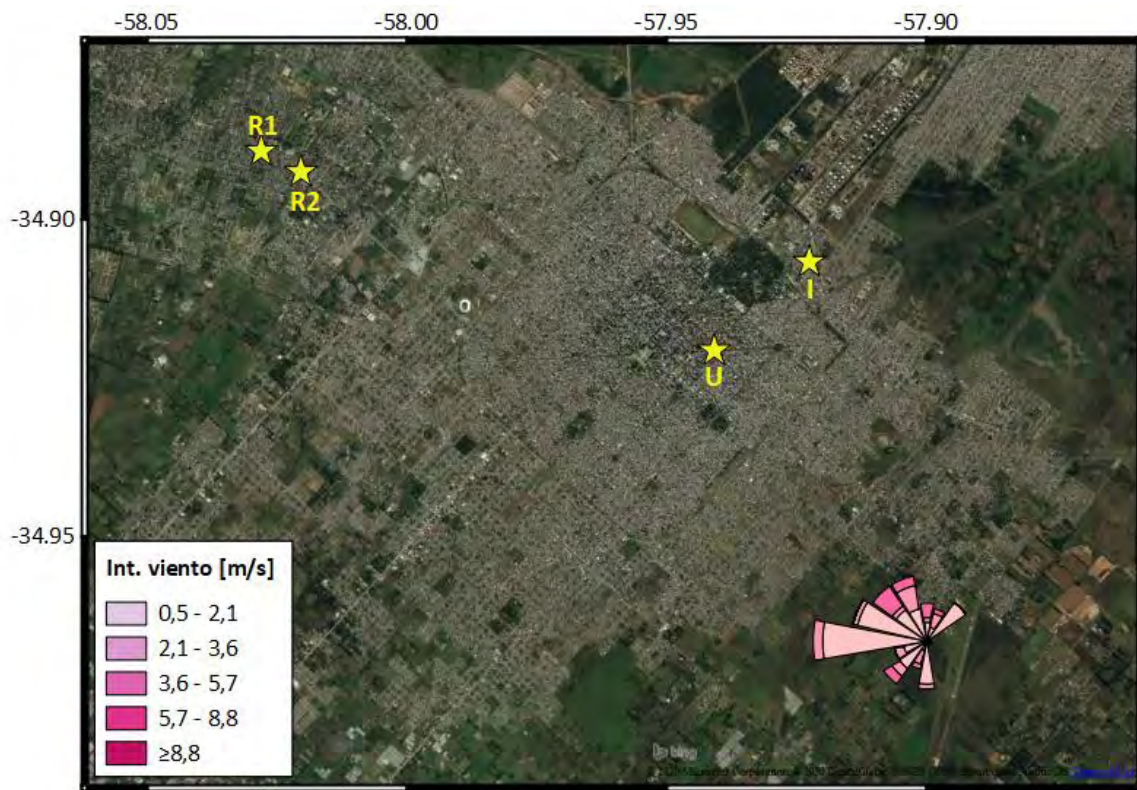 -58.05 -58.00 -57.95 -57.90
R1
R2
-34.90
I
U
-34.95
Int. viento [m/s]
0,5 - 2,1
2,1 - 3,6
3,6 - 5,7
5,7 - 8,8
≥8,8